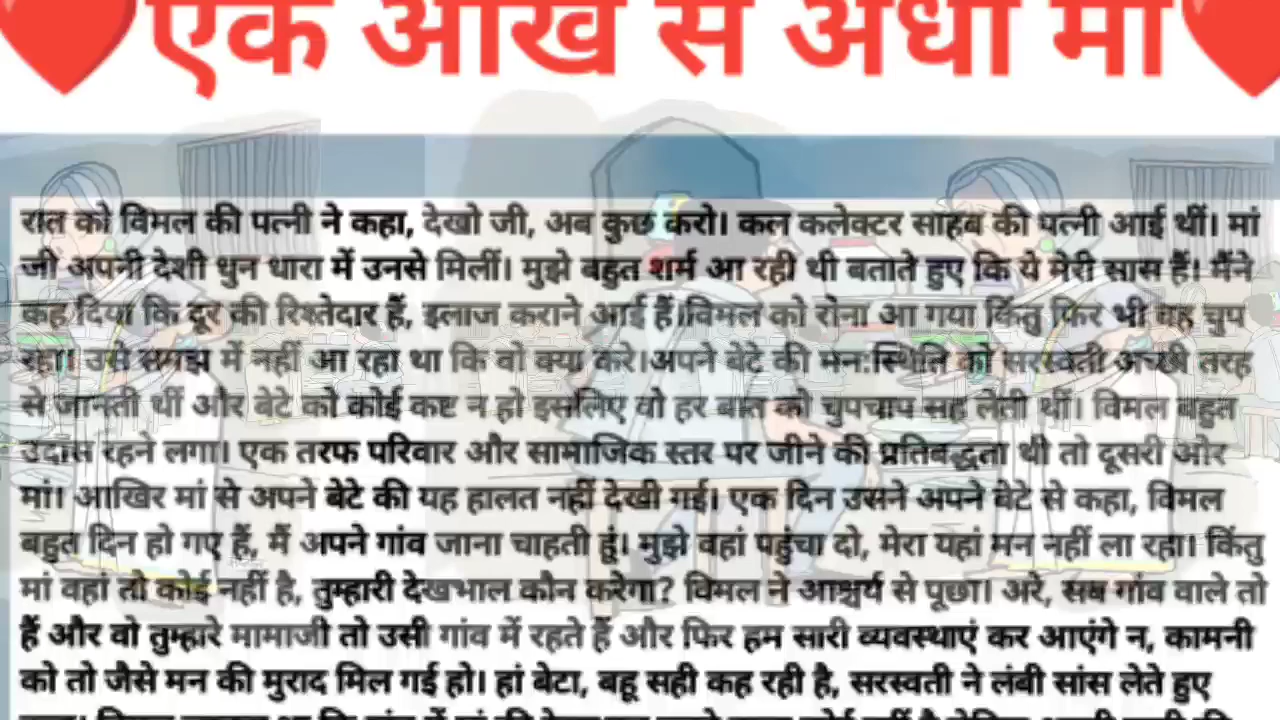 एक आंख से अंधी मां
रात को विमल की पत्नी ने कहा, देखो जी, अब कुछ करो। कल कलेक्टर साहब की पत्नी आई थीं। मां
जी अपनी देशी धुन धारा में उनसे मिलीं। मुझे बहुत शर्म आ रही थी बताते हुए कि ये मेरी सास हैं। मैंने
कह दिया कि दूर की रिश्तेदार हैं, इलाज कराने आई हैं।विमल को रोना आ गया किंतु फिर भी वह चुप
रहा। उसे समझ में नहीं आ रहा था कि वो क्या करे।अपने बेटे की मन:स्थिति को सरस्वती अच्छी तरह
से जानती थीं और बेटे को कोई कष्ट न हो इसलिए वो हर बात को चुपचाप सह लेती थीं। विमल बहुत
उदास रहने लगा। एक तरफ परिवार और सामाजिक स्तर पर जीने की प्रतिबद्धता थी तो दूसरी ओर
मां। आखिर मां से अपने बेटे की यह हालत नहीं देखी गई। एक दिन उसने अपने बेटे से कहा, विमल
बहुत दिन हो गए हैं, मैं अपने गांव जाना चाहती हूं। मुझे वहां पहुंचा दो, मेरा यहां मन नहीं ला रहा। किंतु
मां वहां तो कोई नहीं है, तुम्हारी देखभाल कौन करेगा? विमल ने आश्चर्य से पूछा। अरे, सब गांव वाले तो
हैं और वो तुम्हारे मामाजी तो उसी गांव में रहते हैं और फिर हम सारी व्यवस्थाएं कर आएंगे न, कामनी
को तो जैसे मन की मुराद मिल गई हो। हां बेटा, बहू सही कह रही है, सरस्वती ने लंबी सांस लेते हुए